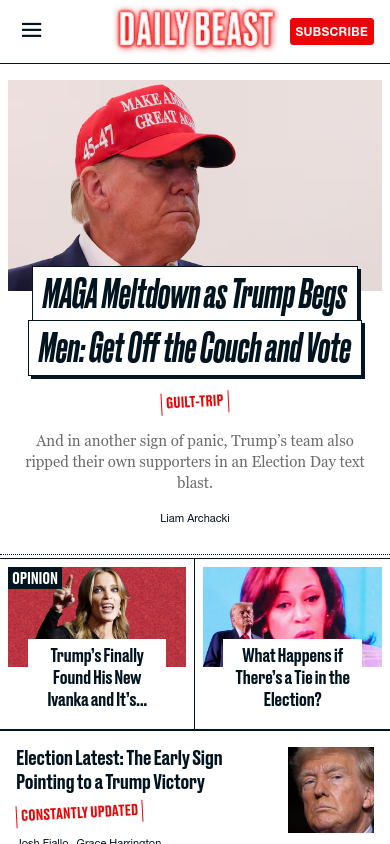 DAILY BEAST
SUBSCRIBE
MAKE AM
GREAT AG
45-47
MAGA Meltdown as Trump Begs
Men: Get Off the Couch and Vote
GUILT-TRIP
And in another sign of panic, Trump’s team also
ripped their own supporters in an Election Day text
blast.
Liam Archacki
OPINION
Trump’s Finally
Found His New
Ivanka and It’s...
What Happens if
There’s a Tie in the
Election?
Election Latest: The Early Sign
Pointing to a Trump Victory
CONSTANTLY UPDATED
Josh Fiallo, Grace Harrington